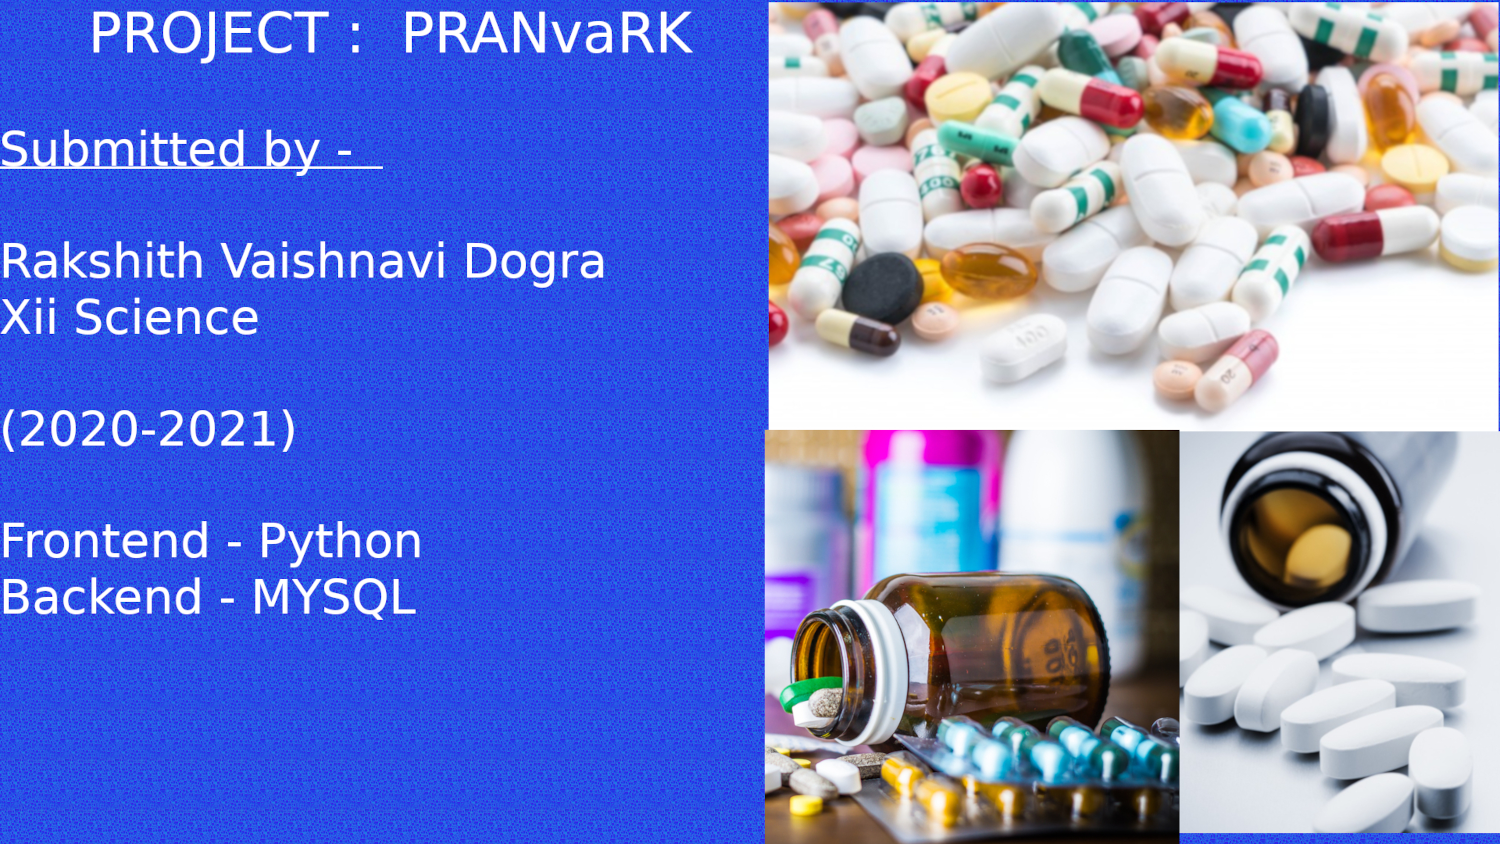 PROJECT : PRANvaRK
Submitted by -
Rakshith Vaishnavi Dogra
Xii Science
(2020-2021)
Frontend - Python
Backend - MYSQL